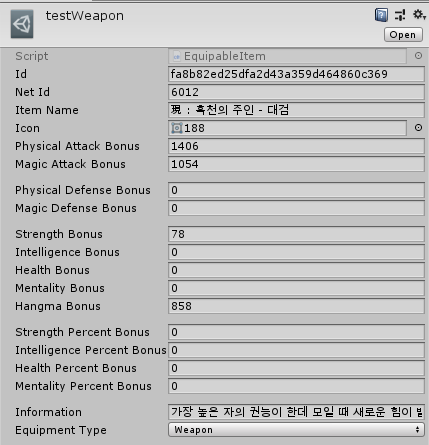 testWeapon
Open
Script EquipableItem
Id fa8b82ed25dfa2d43a359d464860c369
Net Id 6012
Item Name 現 : 흑천의 주인 - 대검
Icon 188
Physical Attack Bonus 1406
Magic Attack Bonus 1054
Physical Defense Bonus 0
Magic Defense Bonus 0
Strength Bonus 78
Intelligence Bonus 0
Health Bonus 0
Mentality Bonus 0
Hangma Bonus 858
Strength Percent Bonus 0
Intelligence Percent Bonus 0
Health Percent Bonus 0
Mentality Percent Bonus 0
Information 가장 높은 자의 권능이 한데 모일 때 새로운 힘이
Equipment Type Weapon